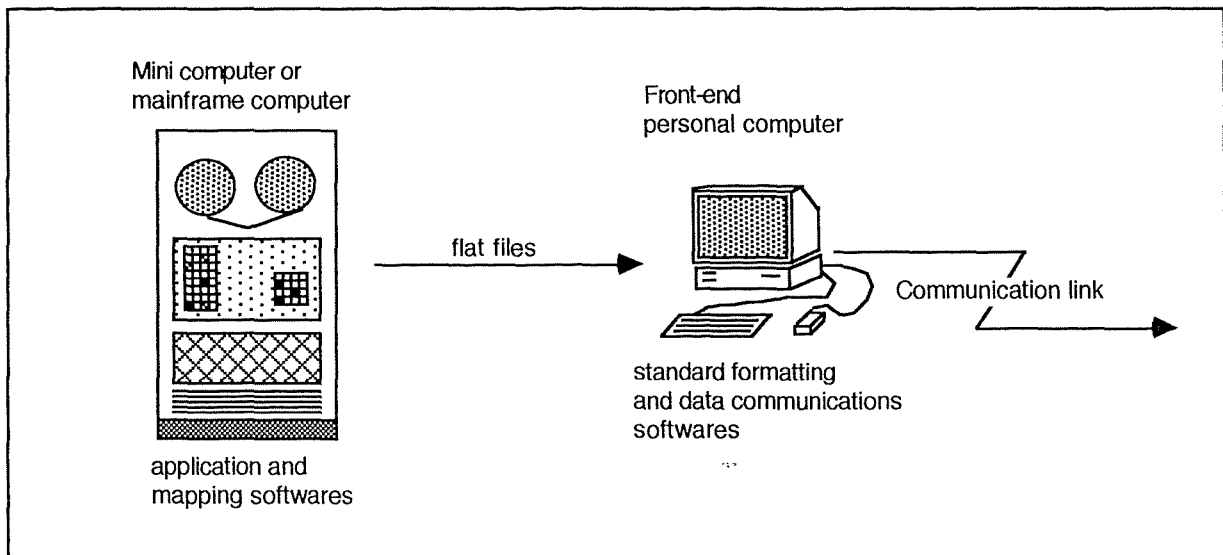 Mini computer or
mainframe computer
Front-end
personal computer
flat files
Communication link
standard formatting
and data communications
softwares
application and
mapping softwares